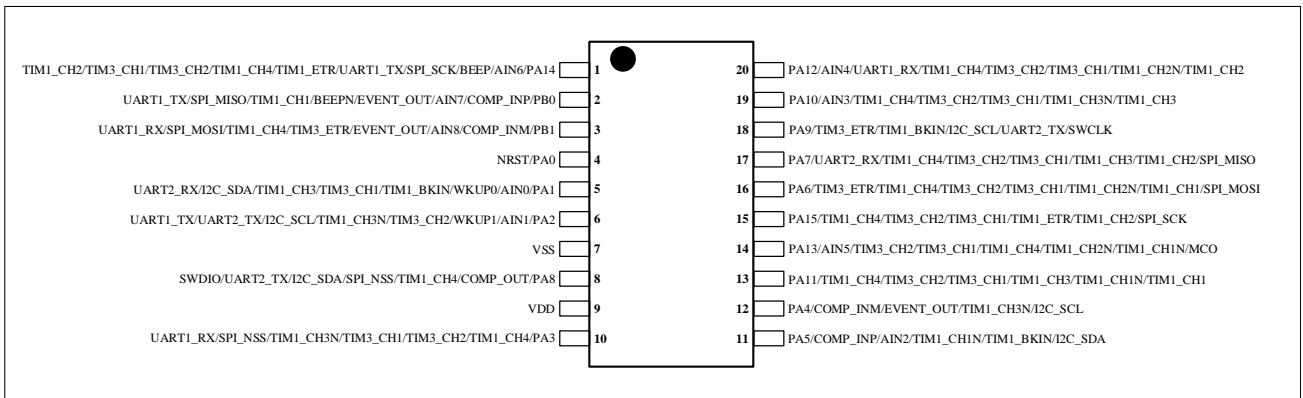 TIM1_CH2/TIM3_CH1/TIM3_CH2/TIM1_CH4/TIM1_ETR/UART1_TX/SPI_SCK/BEEP/AIN6/PA14 1 20 PA12/AIN4/UART1_RX/TIM1_CH4/TIM3_CH2/TIM3_CH1/TIM1_CH2N/TIM1_CH2
UART1_TX/SPI_MISO/TIM1_CH1/BEEPN/EVENT_OUT/AIN7/COMP_INP/PB0 2 19 PA10/AIN3/TIM1_CH4/TIM3_CH2/TIM3_CH1/TIM1_CH3N/TIM1_CH3
UART1_RX/SPI_MOSI/TIM1_CH4/TIM3_ETR/EVENT_OUT/AIN8/COMP_INM/PB1 3 18 PA9/TIM3_ETR/TIM1_BKIN/I2C_SCL/UART2_TX/SWCLK
NRST/PA0 4 17 PA7/UART2_RX/TIM1_CH4/TIM3_CH2/TIM3_CH1/TIM1_CH3/TIM1_CH2/SPI_MISO
UART2_RX/I2C_SDA/TIM1_CH3/TIM3_CH1/TIM1_BKIN/WKUP0/AIN0/PA1 5 16 PA6/TIM3_ETR/TIM1_CH4/TIM3_CH2/TIM3_CH1/TIM1_CH2N/TIM1_CH1/SPI_MOSI
UART1_TX/UART2_TX/I2C_SCL/TIM1_CH3N/TIM3_CH2/WKUP1/AIN1/PA2 6 15 PA15/TIM1_CH4/TIM3_CH2/TIM3_CH1/TIM1_ETR/TIM1_CH2/SPI_SCK
VSS 7 14 PA13/AIN5/TIM3_CH2/TIM3_CH1/TIM1_CH4/TIM1_CH2N/TIM1_CH1N/MCO
SWDIO/UART2_TX/I2C_SDA/SPI_NSS/TIM1_CH4/COMP_OUT/PA8 8 13 PA11/TIM1_CH4/TIM3_CH2/TIM3_CH1/TIM1_CH3/TIM1_CH1N/TIM1_CH1
VDD 9 12 PA4/COMP_INM/EVENT_OUT/TIM1_CH3N/I2C_SCL
UART1_RX/SPI_NSS/TIM1_CH3N/TIM3_CH1/TIM3_CH2/TIM1_CH4/PA3 10 11 PA5/COMP_INP/AIN2/TIM1_CH1N/TIM1_BKIN/I2C_SDA